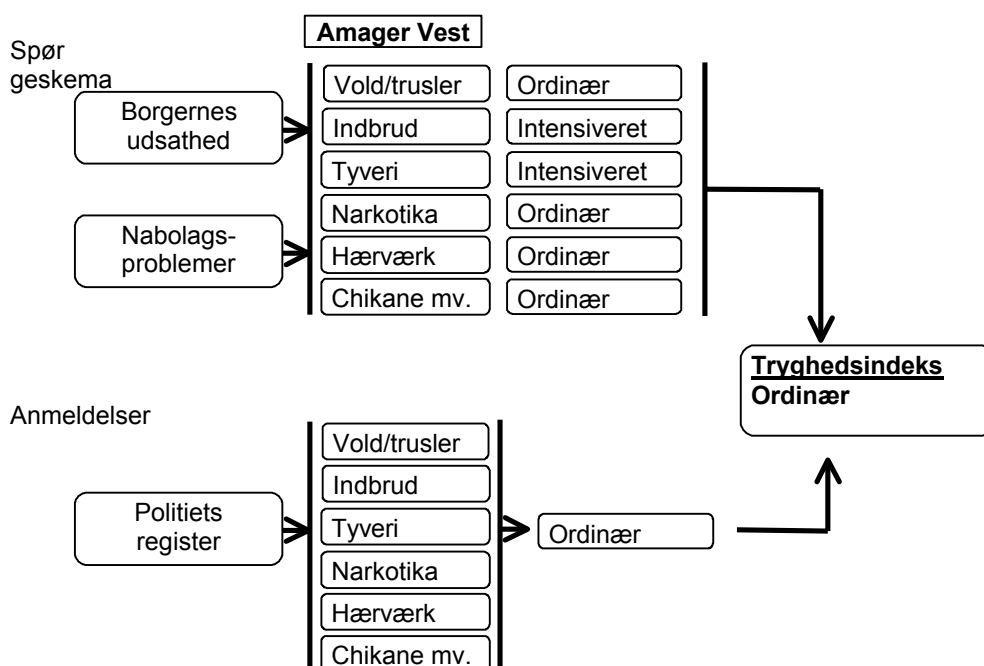 Amager Vest
Spør
geskema
Borgernes
udsathed
Nabolags-
problemer
Vold/trusler Ordinær
Indbrud Intensiveret
Tyveri Intensiveret
Narkotika Ordinær
Hærværk Ordinær
Chikane mv. Ordinær
Tryghedsindeks
Ordinær
Anmeldelser
Politiets
register
Vold/trusler
Indbrud
Tyveri
Narkotika
Hærværk
Chikane mv.
Ordinær